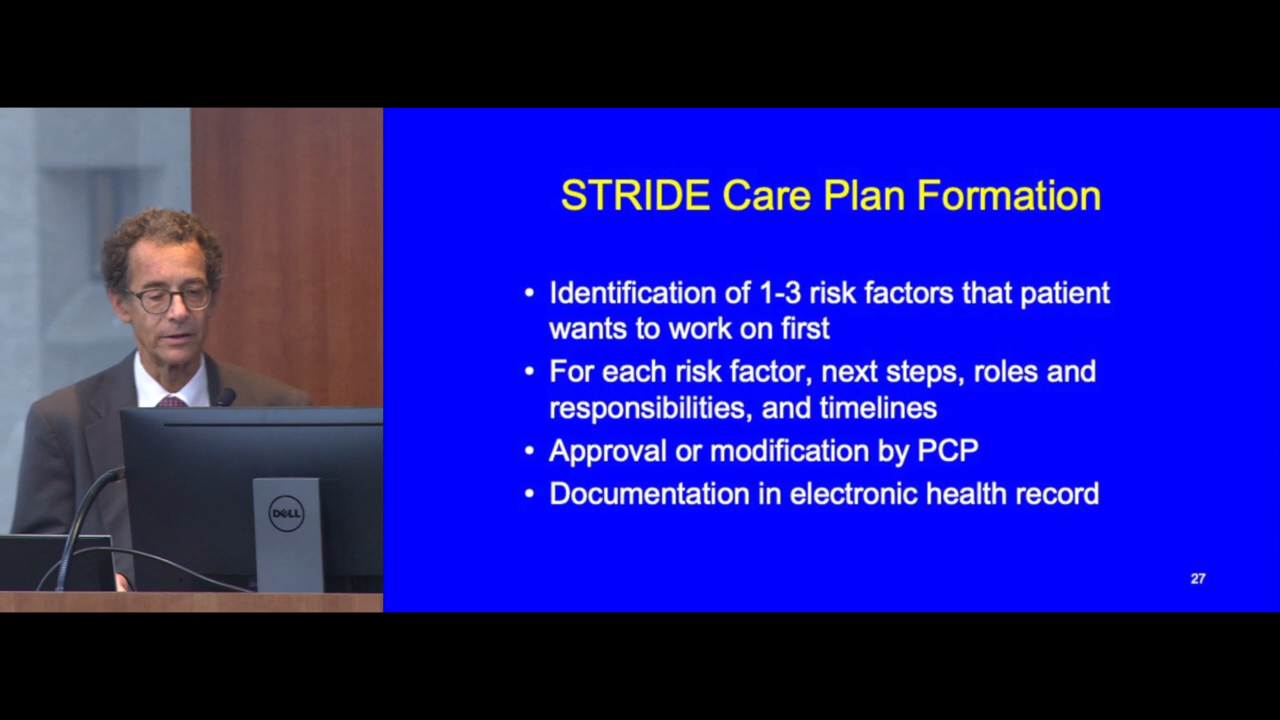 STRIDE Care Plan Formation
• Identification of 1-3 risk factors that patient
wants to work on first
• For each risk factor, next steps, roles and
responsibilities, and timelines
• Approval or modification by PCP
• Documentation in electronic health record
27
DELL